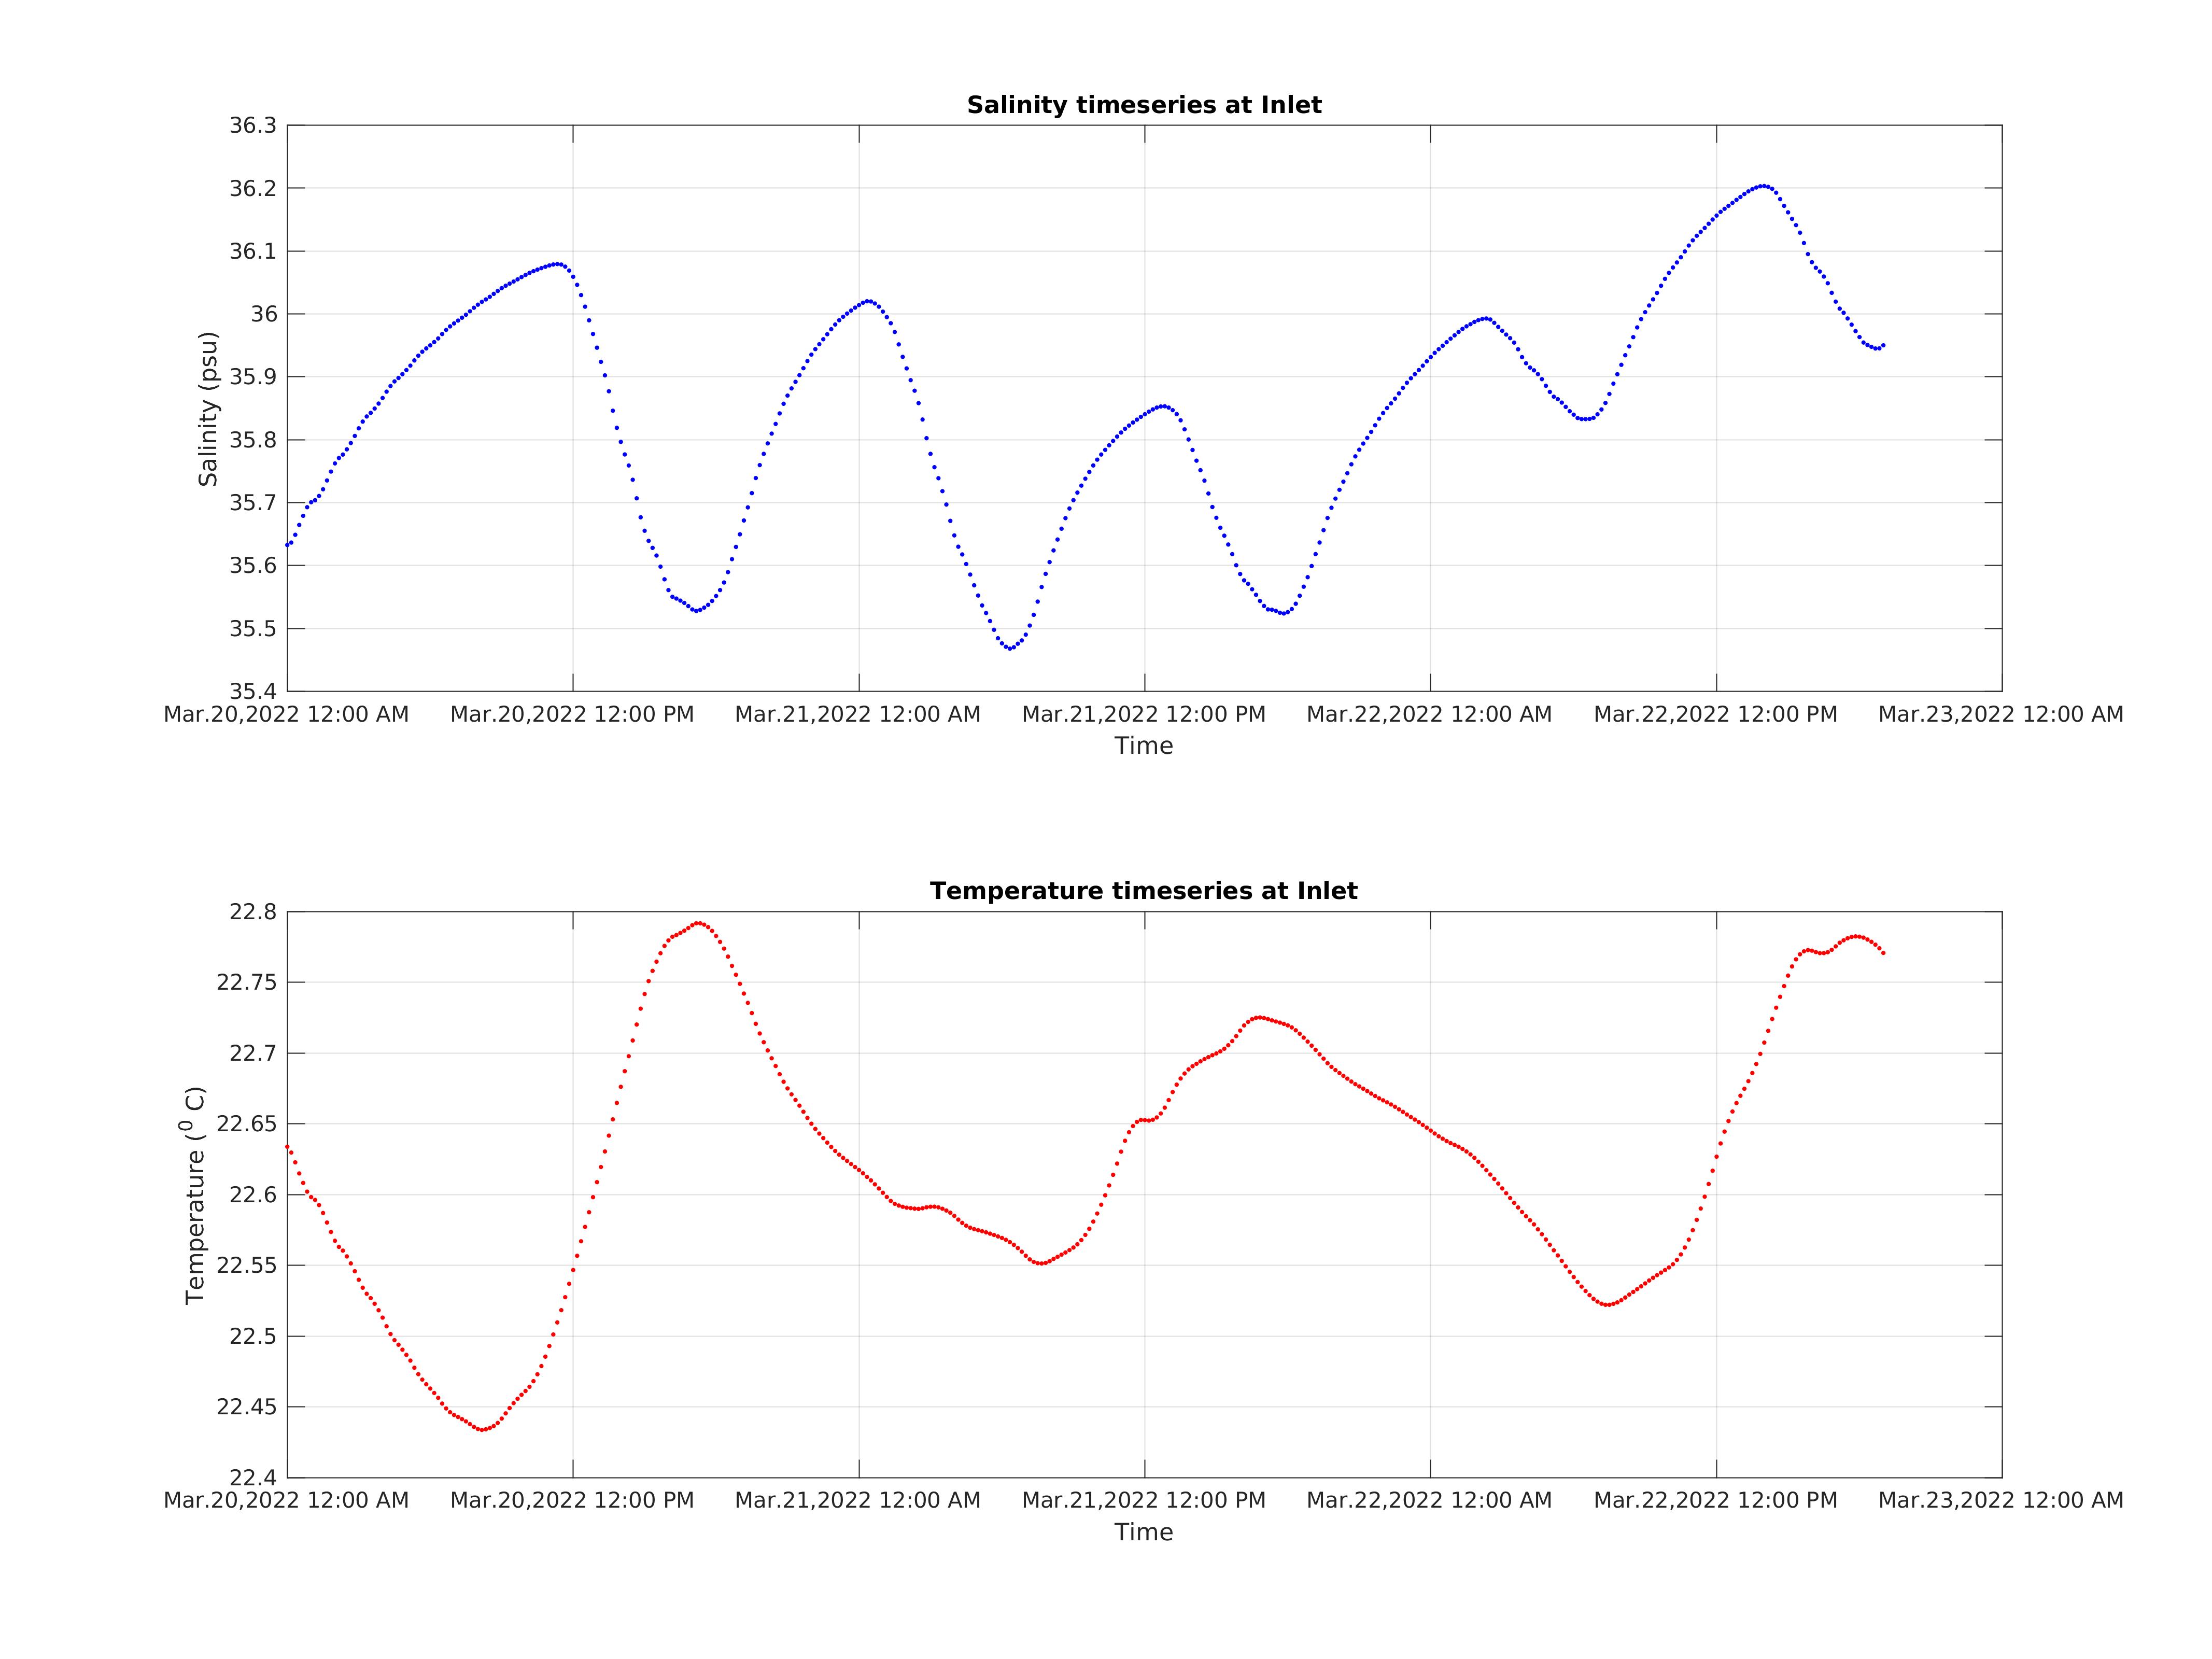 Salinity timeseries at Inlet
36.3
36.2
36.1
36
35.9
35.8
35.7
35.6
35.5
35.4
Salinity (psu)
Mar.20,2022 12:00 AM Mar.20,2022 12:00 PM Mar.21,2022 12:00 AM Mar.21,2022 12:00 PM Mar.22,2022 12:00 AM Mar.22,2022 12:00 PM Mar.23,2022 12:00 AM
Time
Temperature timeseries at Inlet
22.8
22.75
22.7
22.65
22.6
22.55
22.5
22.45
22.4
Temperature (⁰ C)
Mar.20,2022 12:00 AM Mar.20,2022 12:00 PM Mar.21,2022 12:00 AM Mar.21,2022 12:00 PM Mar.22,2022 12:00 AM Mar.22,2022 12:00 PM Mar.23,2022 12:00 AM
Time